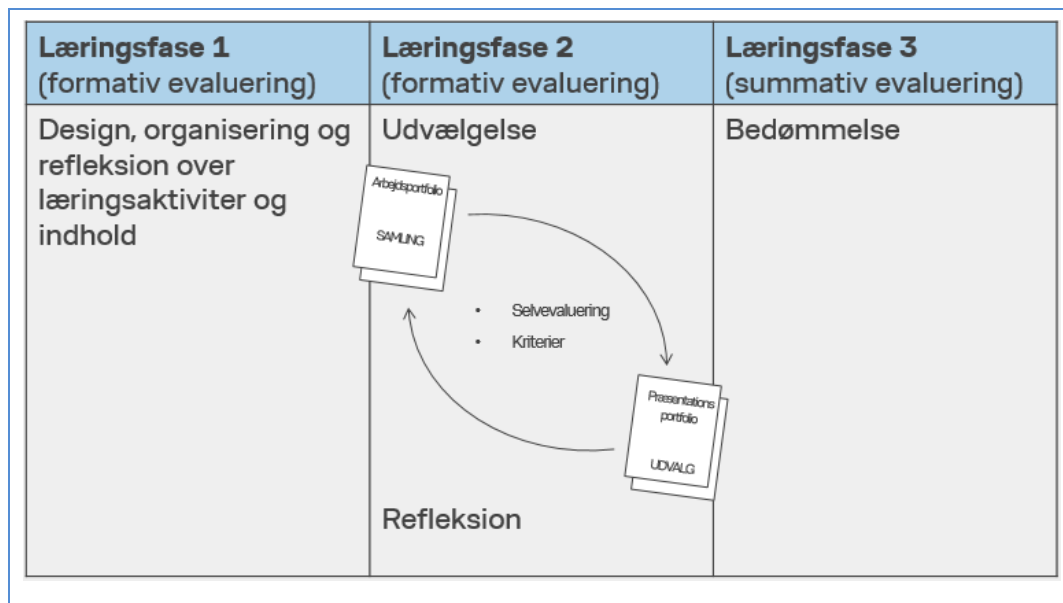 Læringsfase 1
(formativ evaluering)
Læringsfase 2
(formativ evaluering)
Læringsfase 3
(summativ evaluering)
Design, organisering og
refleksion over
læringsaktiviter og
indhold
Udvælgelse
Arbejdsportfolio
SAMLING
• Selvevaluering
• Kriterier
Præsentations
portfolio
UDVALG
Refleksion
Bedømmelse